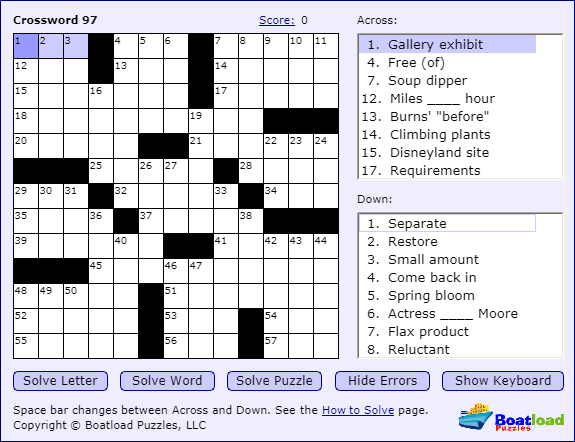 Crossword 97
Score: 0
1 2 3 4 5 6 7 8 9 10 11
12 13 14
15 16 17
18 19
20 21 22 23 24
25 26 27 28
29 30 31 32 33 34
35 36 37 38
39 40 41 42 43 44
45 46 47
48 49 50 51
52 53 54
55 56 57
Across:
1. Gallery exhibit
4. Free (of)
7. Soup dipper
12. Miles ____ hour
13. Burns' "before"
14. Climbing plants
15. Disneyland site
17. Requirements
Down:
1. Separate
2. Restore
3. Small amount
4. Come back in
5. Spring bloom
6. Actress ____ Moore
7. Flax product
8. Reluctant
Solve Letter
Solve Word
Solve Puzzle
Hide Errors
Show Keyboard
Space bar changes between Across and Down. See the How to Solve page.
Copyright © Boatload Puzzles, LLC
Boatload
Puzzles